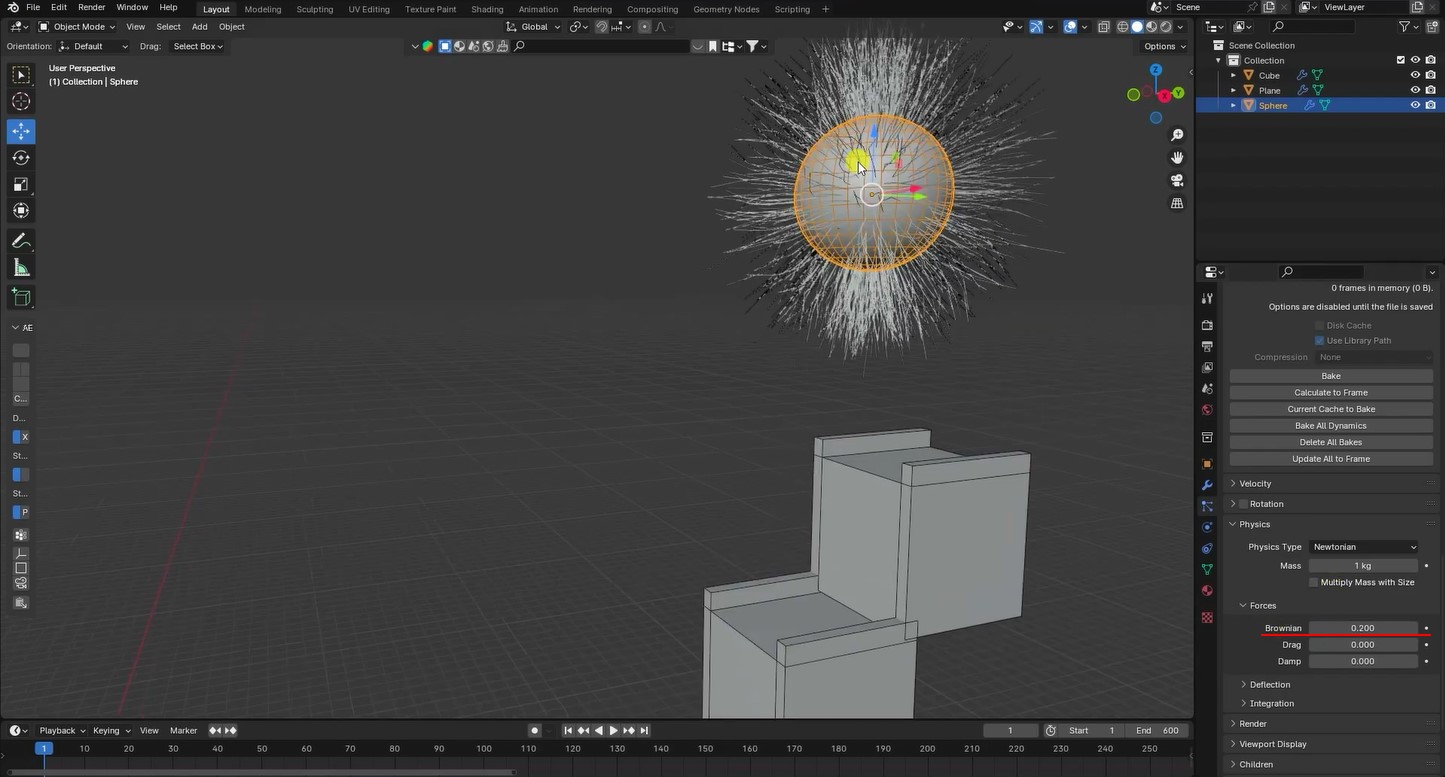 File Edit Render Window Help Layout Modeling Sculpting UV Editing Texture Paint Shading Animation Rendering Compositing Geometry Nodes Scripting + Scene ViewLayer
Object Mode View Select Add Object Global
Orientation: Default Drag: Select Box Options
User Perspective
(1) Collection | Sphere
Z
Y
X
AE
C...
D...
X
St...
St...
P
Scene Collection
Collection
Cube
Plane
Sphere
0 frames in memory (0 B).
Options are disabled until the file is saved
Disk Cache
Use Library Path
Compression None
Bake
Calculate to Frame
Current Cache to Bake
Bake All Dynamics
Delete All Bakes
Update All to Frame
Velocity
Rotation
Physics
Physics Type Newtonian
Mass 1 kg
Multiply Mass with Size
Forces
Brownian 0.200
Drag 0.000
Damp 0.000
Deflection
Integration
Render
Viewport Display
Children
Playback Keying View Marker 1 Start 1 End 600
1 10 20 30 40 50 60 70 80 90 100 110 120 130 140 150 160 170 180 190 200 210 220 230 240 250